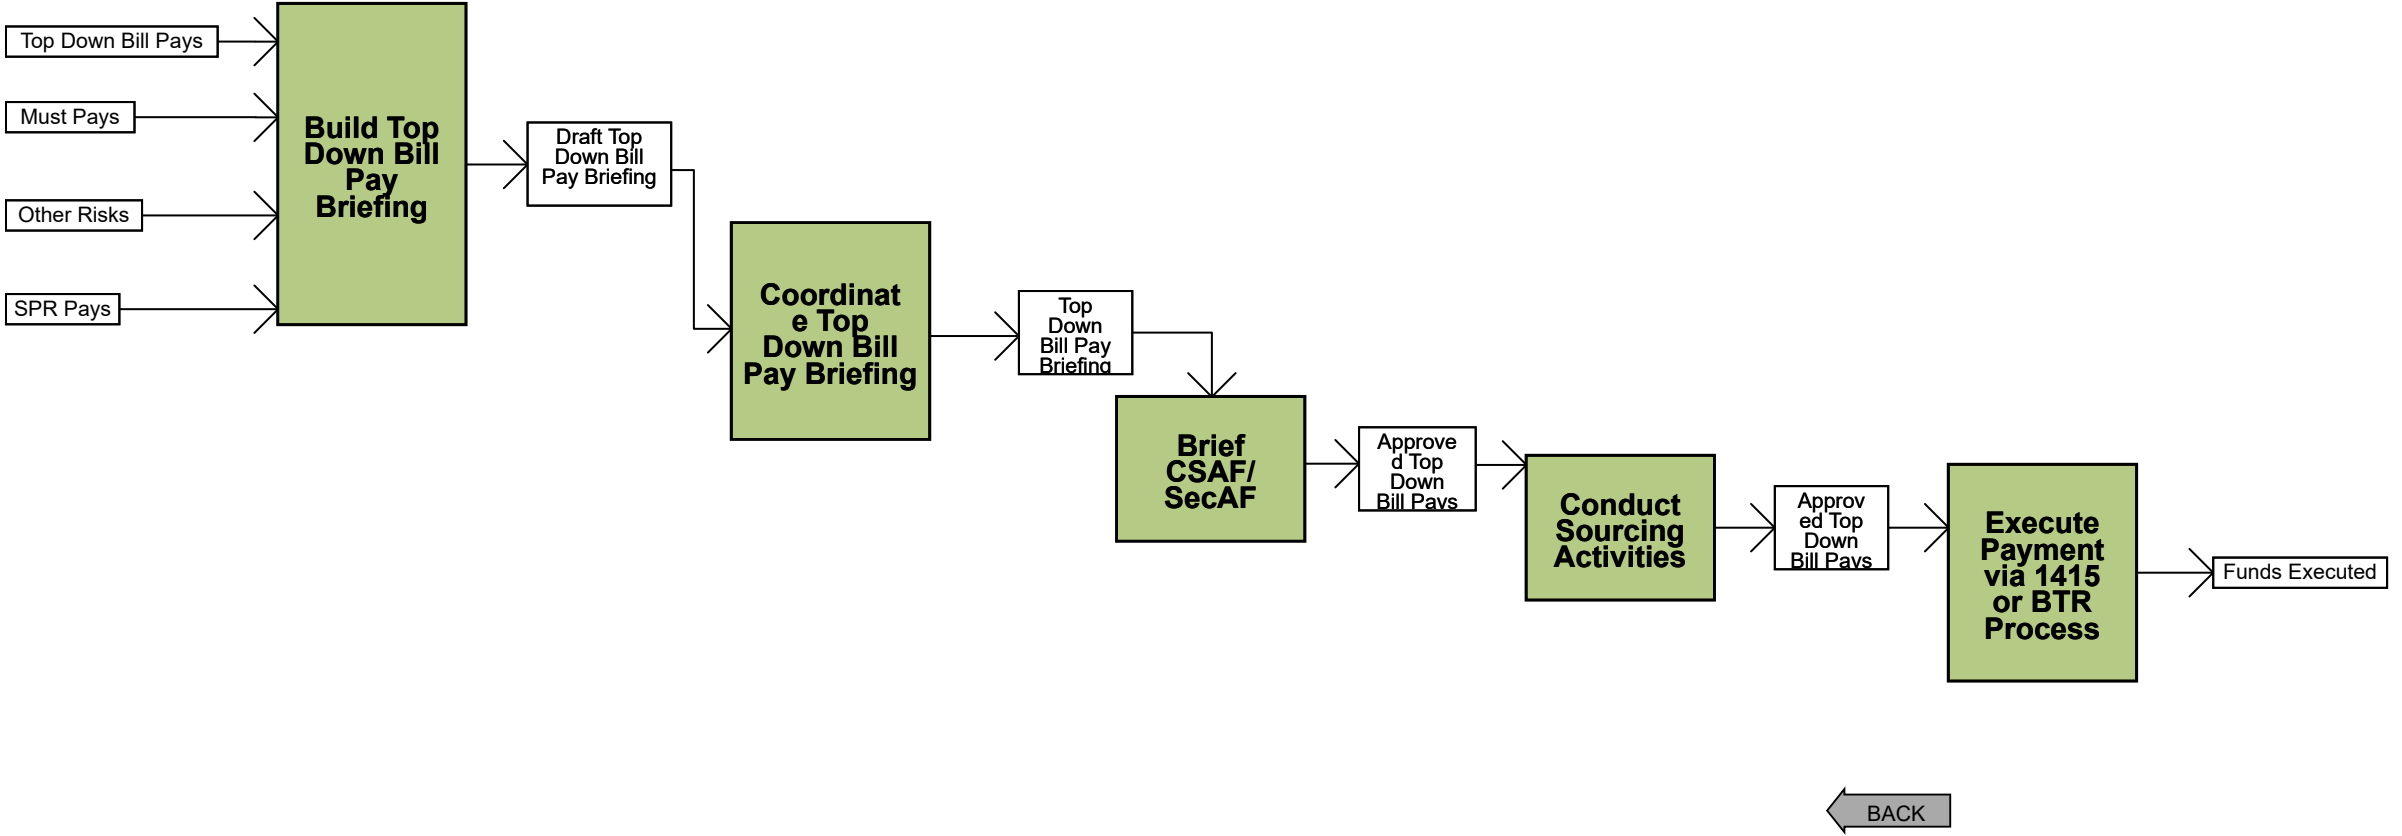 Top Down Bill Pays
Must Pays
Other Risks
SPR Pays
Build Top
Down Bill
Pay
Briefing
Draft Top
Down Bill
Pay Briefing
Coordinat
e Top
Down Bill
Pay Briefing
Top
Down
Bill Pay
Briefing
Brief
CSAF/
SecAF
Approve
d Top
Down
Bill Pays
Conduct
Sourcing
Activities
Approv
ed Top
Down
Bill Pays
Execute
Payment
via 1415
or BTR
Process
Funds Executed
BACK